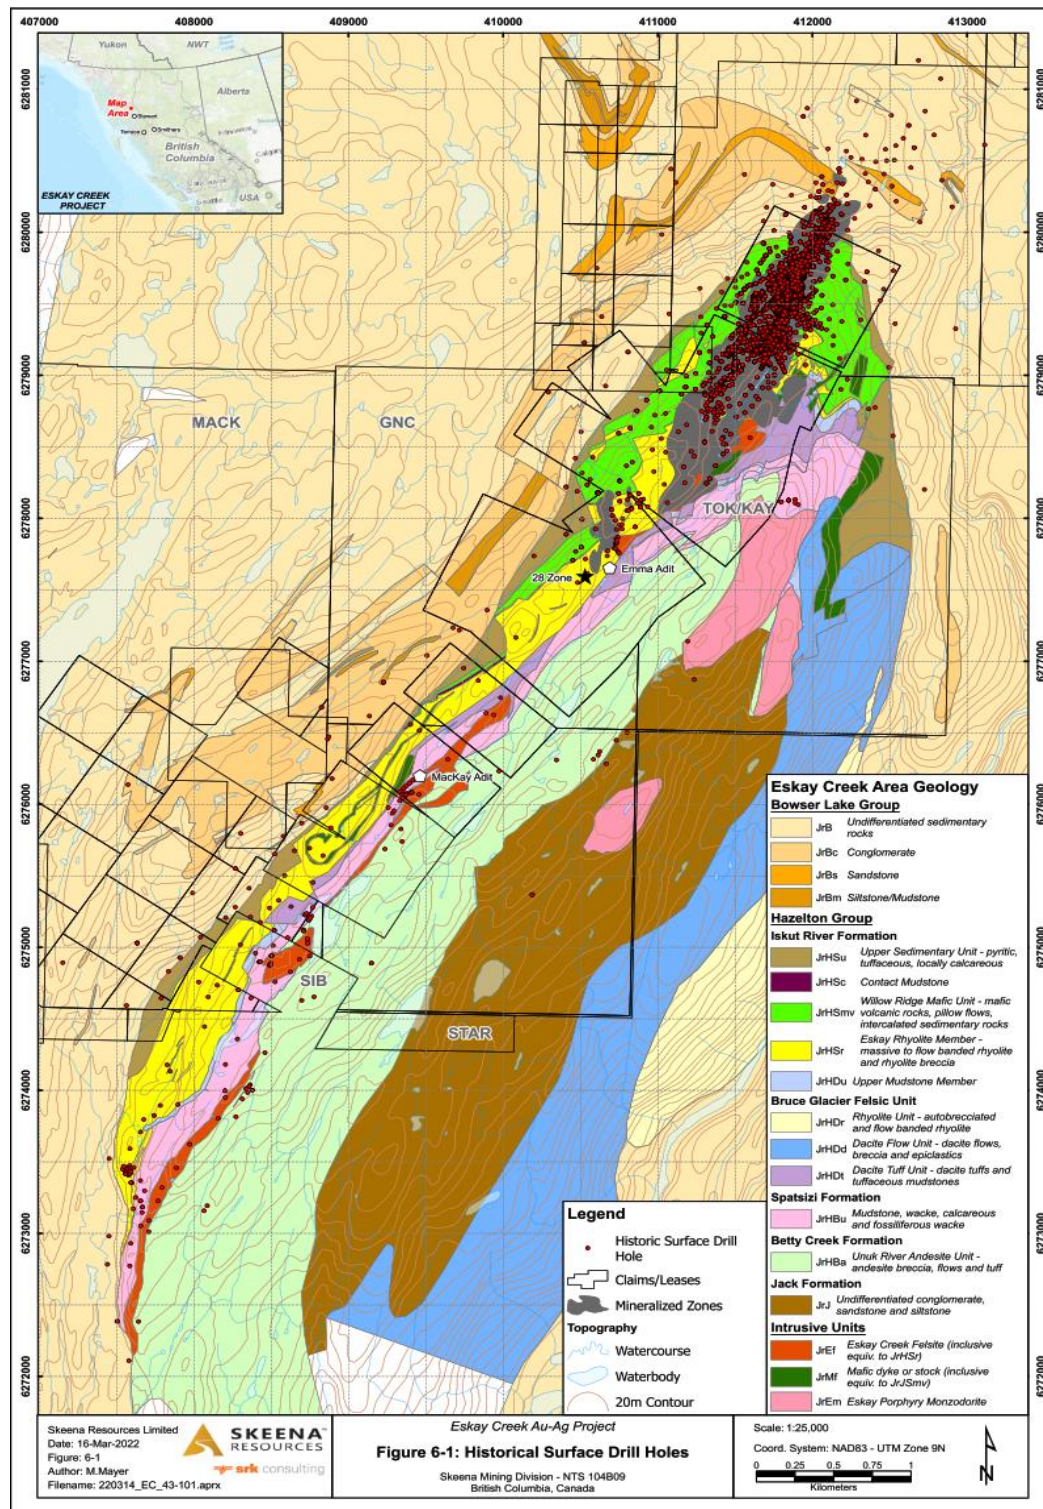 407000 408000 409000 410000 411000 412000 413000
6281000 6281000
6280000 6280000
6279000 6279000
6278000 6278000
6277000 6277000
6276000 6276000
6275000 6275000
6274000 6274000
6273000 6273000
6272000 6272000
Yukon NWT
Alberta
Map
Area
Stewart
Terrace Smithers
British
Columbia
USA
ESKAY CREEK
PROJECT
MACK
GNC
TOK/KAY
28 Zone
Emma Adit
MacKay Adit
SIB
STAR
Eskay Creek Area Geology
Bowser Lake Group
JrB Undifferentiated sedimentary
rocks
JrBc Conglomerate
JrBs Sandstone
JrBm Siltstone/Mudstone
Hazelton Group
Iskut River Formation
JrHSu Upper Sedimentary Unit - pyritic,
tuffaceous, locally calcareous
JrHSc Contact Mudstone
JrHSmv Willow Ridge Mafic Unit - mafic
volcanic rocks, pillow flows,
intercalated sedimentary rocks
JrHSr Eskay Rhyolite Member -
massive to flow banded rhyolite
and rhyolite breccia
JrHDu Upper Mudstone Member
Bruce Glacier Felsic Unit
JrHDr Rhyolite Unit - autobrecciated
and flow banded rhyolite
JrHDd Dacite Flow Unit - dacite flows,
breccia and epiclastics
JrHDt Dacite Tuff Unit - dacite tuffs and
tuffaceous mudstones
Spatsizi Formation
JrHBu Mudstone, wacke, calcareous
and fossiliferous wacke
Betty Creek Formation
JrHBa Unuk River Andesite Unit -
andesite breccia, flows and tuff
Jack Formation
JrJ Undifferentiated conglomerate,
sandstone and siltstone
Intrusive Units
JrEf Eskay Creek Felsite (inclusive
equiv. to JrHSr)
JrMf Mafic dyke or stock (inclusive
equiv. to JrJSmv)
JrEm Eskay Porphyry Monzodorite
Legend
Historic Surface Drill
Hole
Claims/Leases
Mineralized Zones
Topography
Watercourse
Waterbody
20m Contour
Skeena Resources Limited
Date: 16-Mar-2022
Figure: 6-1
Author: M.Mayer
Filename: 220314_EC_43-101.aprx
SKEENA
RESOURCES
srk consulting
Eskay Creek Au-Ag Project
Figure 6-1: Historical Surface Drill Holes
Skeena Mining Division - NTS 104B09
British Columbia, Canada
Scale: 1:25,000
Coord. System: NAD83 - UTM Zone 9N
0 0.25 0.5 0.75 1
Kilometers
N